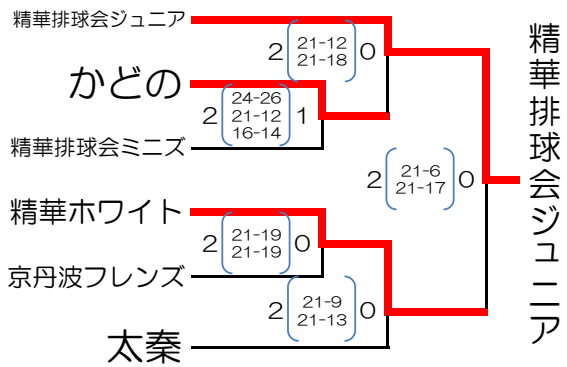 精華排球会ジュニア
2 21-12 0
21-18
かどの
2 24-26 1
21-12
16-14
精華排球会ミニズ
2 21-6 0
21-17
精華ホワイト
2 21-19 0
21-19
京丹波フレンズ
2 21-9 0
21-13
太秦
精華排球会ジュニア